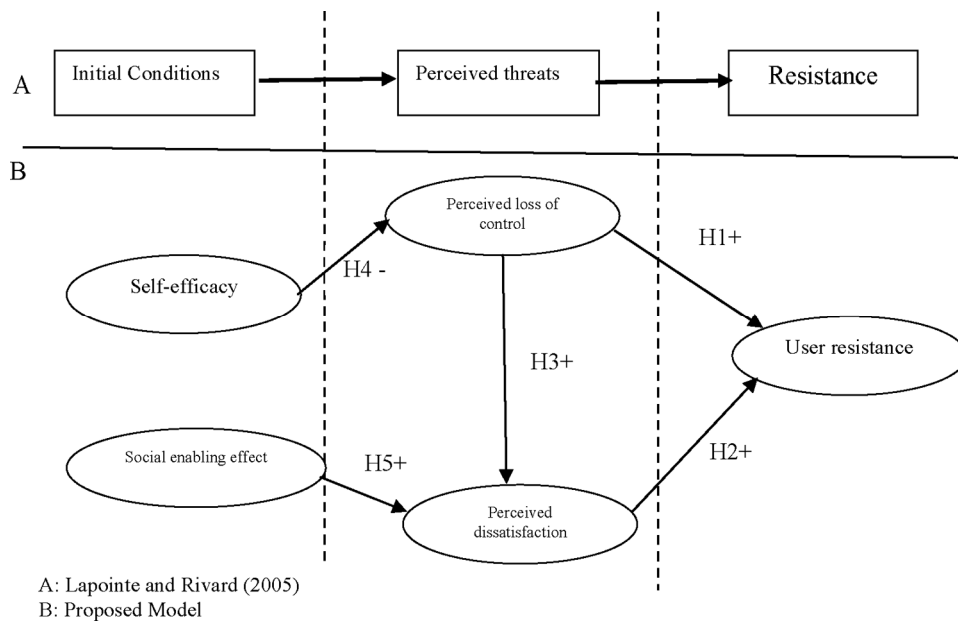 A
Initial Conditions
Perceived threats
Resistance
B
Perceived loss of
control
H1+
Self-efficacy
H4 -
User resistance
H3+
Social enabling effect
H5+
H2+
Perceived
dissatisfaction
A: Lapointe and Rivard (2005)
B: Proposed Model